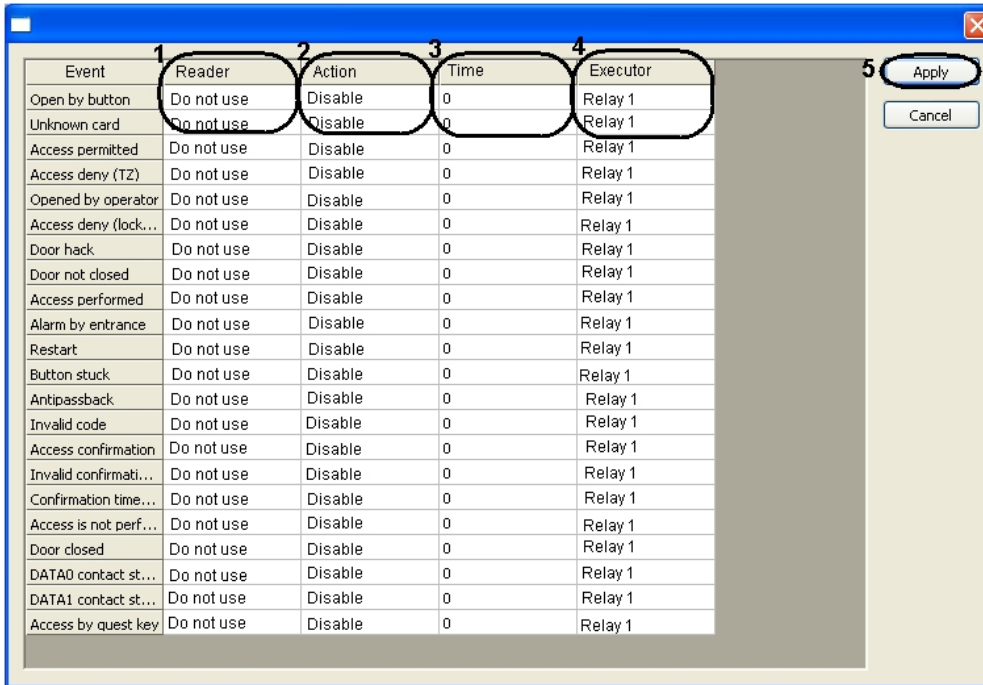 1 2 3 4
Event Reader Action Time Executor 5 Apply
Open by button Do not use Disable 0 Relay 1
Cancel
Unknown card Do not use Disable 0 Relay 1
Access permitted Do not use Disable 0 Relay 1
Access deny (TZ) Do not use Disable 0 Relay 1
Opened by operator Do not use Disable 0 Relay 1
Access deny (lock... Do not use Disable 0 Relay 1
Door hack Do not use Disable 0 Relay 1
Door not closed Do not use Disable 0 Relay 1
Access performed Do not use Disable 0 Relay 1
Alarm by entrance Do not use Disable 0 Relay 1
Restart Do not use Disable 0 Relay 1
Button stuck Do not use Disable 0 Relay 1
Antipassback Do not use Disable 0 Relay 1
Invalid code Do not use Disable 0 Relay 1
Access confirmation Do not use Disable 0 Relay 1
Invalid confirmati... Do not use Disable 0 Relay 1
Confirmation time... Do not use Disable 0 Relay 1
Access is not perf... Do not use Disable 0 Relay 1
Door closed Do not use Disable 0 Relay 1
DATA0 contact st... Do not use Disable 0 Relay 1
DATA1 contact st... Do not use Disable 0 Relay 1
Access by quest key Do not use Disable 0 Relay 1